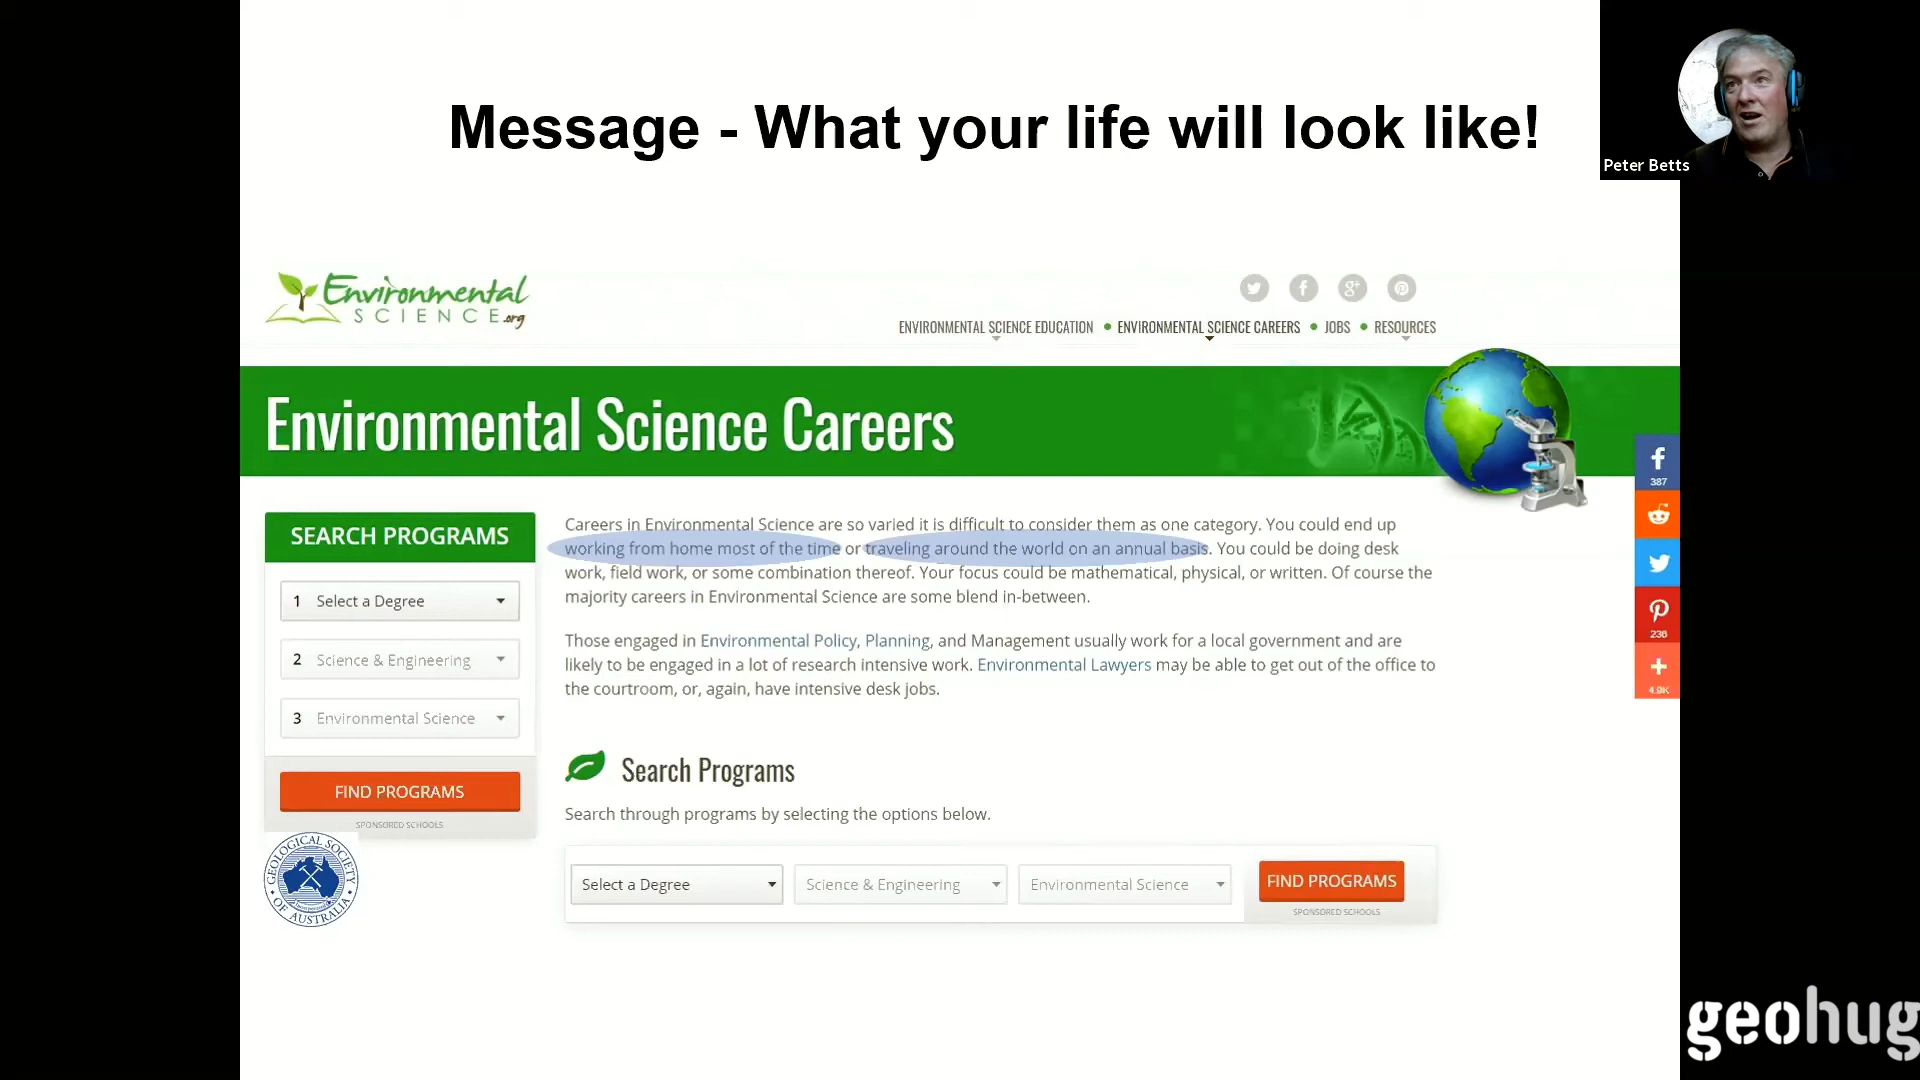 Message - What your life will look like!
Peter Betts
Environmental
SCIENCE.org
ENVIRONMENTAL SCIENCE EDUCATION
ENVIRONMENTAL SCIENCE CAREERS
JOBS
RESOURCES
Environmental Science Careers
f
387
SEARCH PROGRAMS
1 Select a Degree
2 Science & Engineering
3 Environmental Science
FIND PROGRAMS
SPONSORED SCHOOLS
GEOLOGICAL SOCIETY
OF AUSTRALIA
Careers in Environmental Science are so varied it is difficult to consider them as one category. You could end up
working from home most of the time or traveling around the world on an annual basis. You could be doing desk
work, field work, or some combination thereof. Your focus could be mathematical, physical, or written. Of course the
majority careers in Environmental Science are some blend in-between.
Those engaged in Environmental Policy, Planning, and Management usually work for a local government and are
likely to be engaged in a lot of research intensive work. Environmental Lawyers may be able to get out of the office to
the courtroom, or, again, have intensive desk jobs.
236
4.9K
Search Programs
Search through programs by selecting the options below.
Select a Degree
Science & Engineering
Environmental Science
FIND PROGRAMS
SPONSORED SCHOOLS
geohug